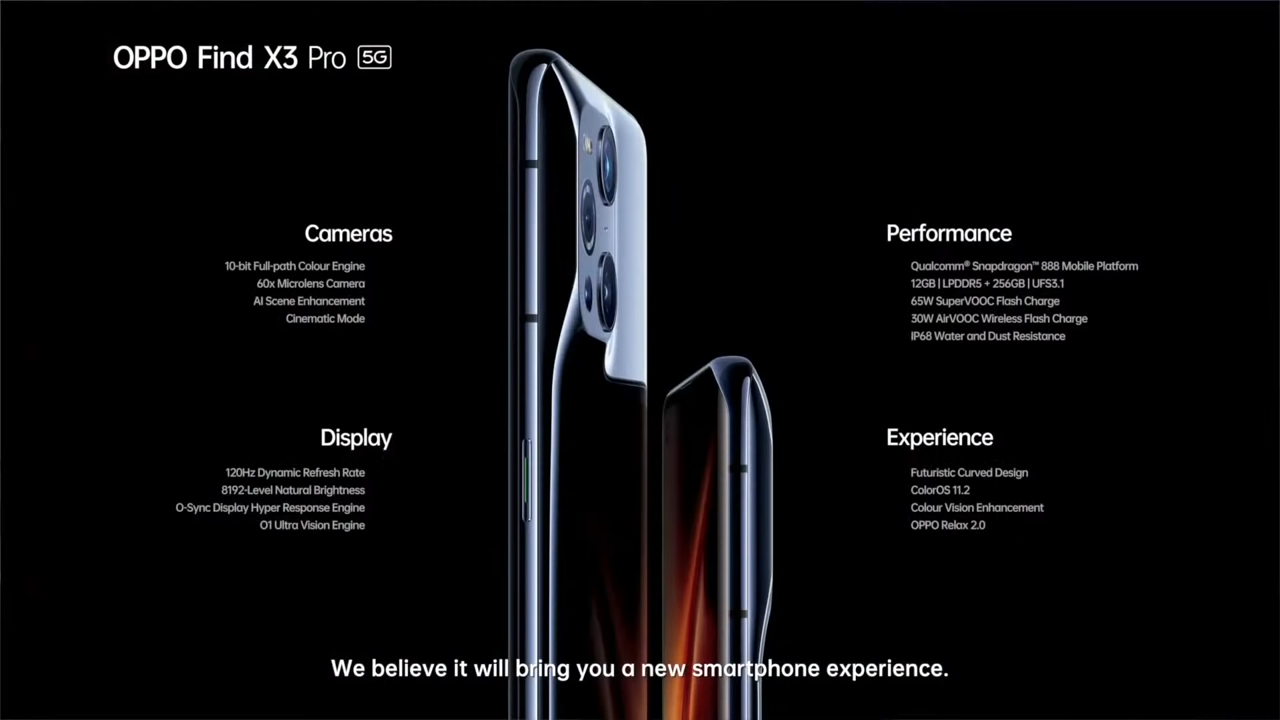 OPPO Find X3 Pro 5G
Cameras
10-bit Full-path Colour Engine
60x Microlens Camera
AI Scene Enhancement
Cinematic Mode
Display
120Hz Dynamic Refresh Rate
8192-Level Natural Brightness
O-Sync Display Hyper Response Engine
O1 Ultra Vision Engine
Performance
Qualcomm® Snapdragon™ 888 Mobile Platform
12GB | LPDDR5 + 256GB | UFS3.1
65W SuperVOOC Flash Charge
30W AirVOOC Wireless Flash Charge
IP68 Water and Dust Resistance
Experience
Futuristic Curved Design
ColorOS 11.2
Colour Vision Enhancement
OPPO Relax 2.0
We believe it will bring you a new smartphone experience.